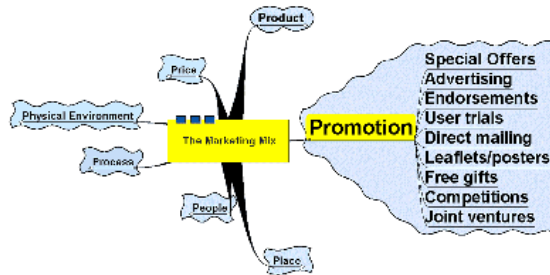 Product
Price
Physical Environment
The Marketing Mix
Process
People
Place
Promotion
Special Offers
Advertising
Endorsements
User trials
Direct mailing
Leaflets/posters
Free gifts
Competitions
Joint ventures